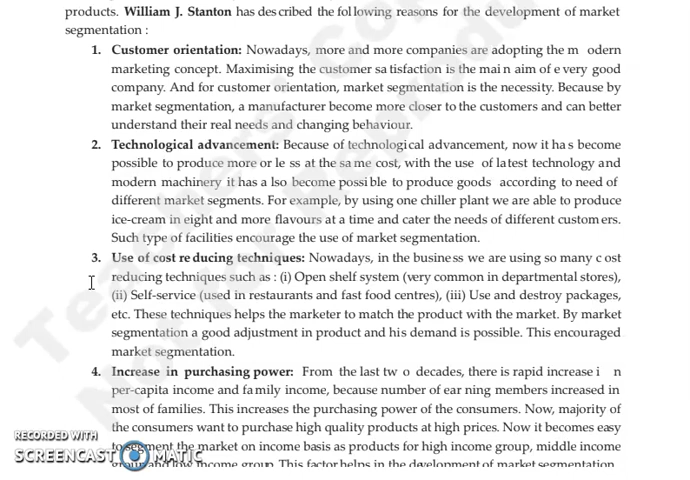 products. William J. Stanton has des cribed the fol lowing reasons for the development of market
segmentation :
1. Customer orientation: Nowadays, more and more companies are adopting the m odern
marketing concept. Maximising the customer sa tisfaction is the mai n aim of e very good
company. And for customer orientation, market segmentation is the necessity. Because by
market segmentation, a manufacturer become more closer to the customers and can better
understand their real needs and changing behaviour.
2. Technological advancement: Because of technologi cal advancement, now it ha s become
possible to produce more or le ss at the sa me cost, with the use of la test technology and
modern machinery it has a lso become possi ble to produce goods according to need of
different market segments. For example, by using one chiller plant we are able to produce
ice-cream in eight and more flavours at a time and cater the needs of different custom ers.
Such type of facilities encourage the use of market segmentation.
3. Use of cost re ducing techniques: Nowadays, in the busine ss we are using so many c ost
reducing techniques such as : (i) Open shelf system (very common in departmental stores),
(ii) Self-service (used in restaurants and fast food centres), (iii) Use and destroy packages,
etc. These techniques helps the marketer to match the product with the market. By market
segmentation a good adjustment in product and his demand is possible. This encouraged
market segmentation.
4. Increase in purchasing power: From the last tw o decades, there is rapid increase i n
per-capita income and fa mily income, because number of ear ning members increased in
most of families. This increases the purchasing power of the consumers. Now, majority of
the consumers want to purchase high quality products at high prices. Now it becomes easy
to segment the market on income basis as products for high income group, middle income
group and low income group. This factor helps in the development of market segmentation.
RECORDED WITH
SCREENCAST MATIC